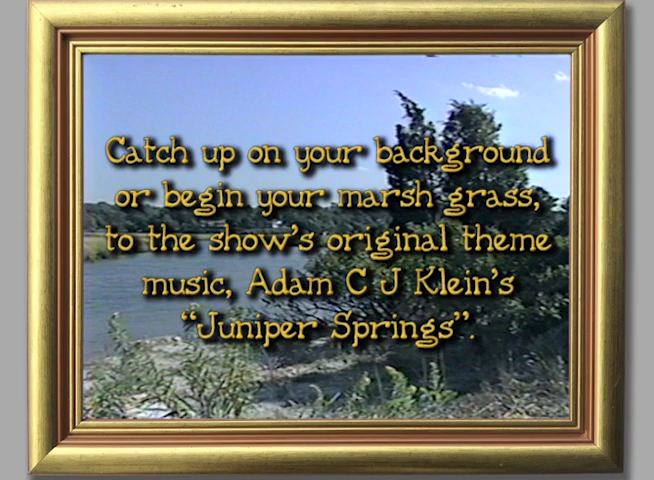 Catch up on your background
or begin your marsh grass,
to the show's original theme
music, Adam C J Klein's
“Juniper Springs”.